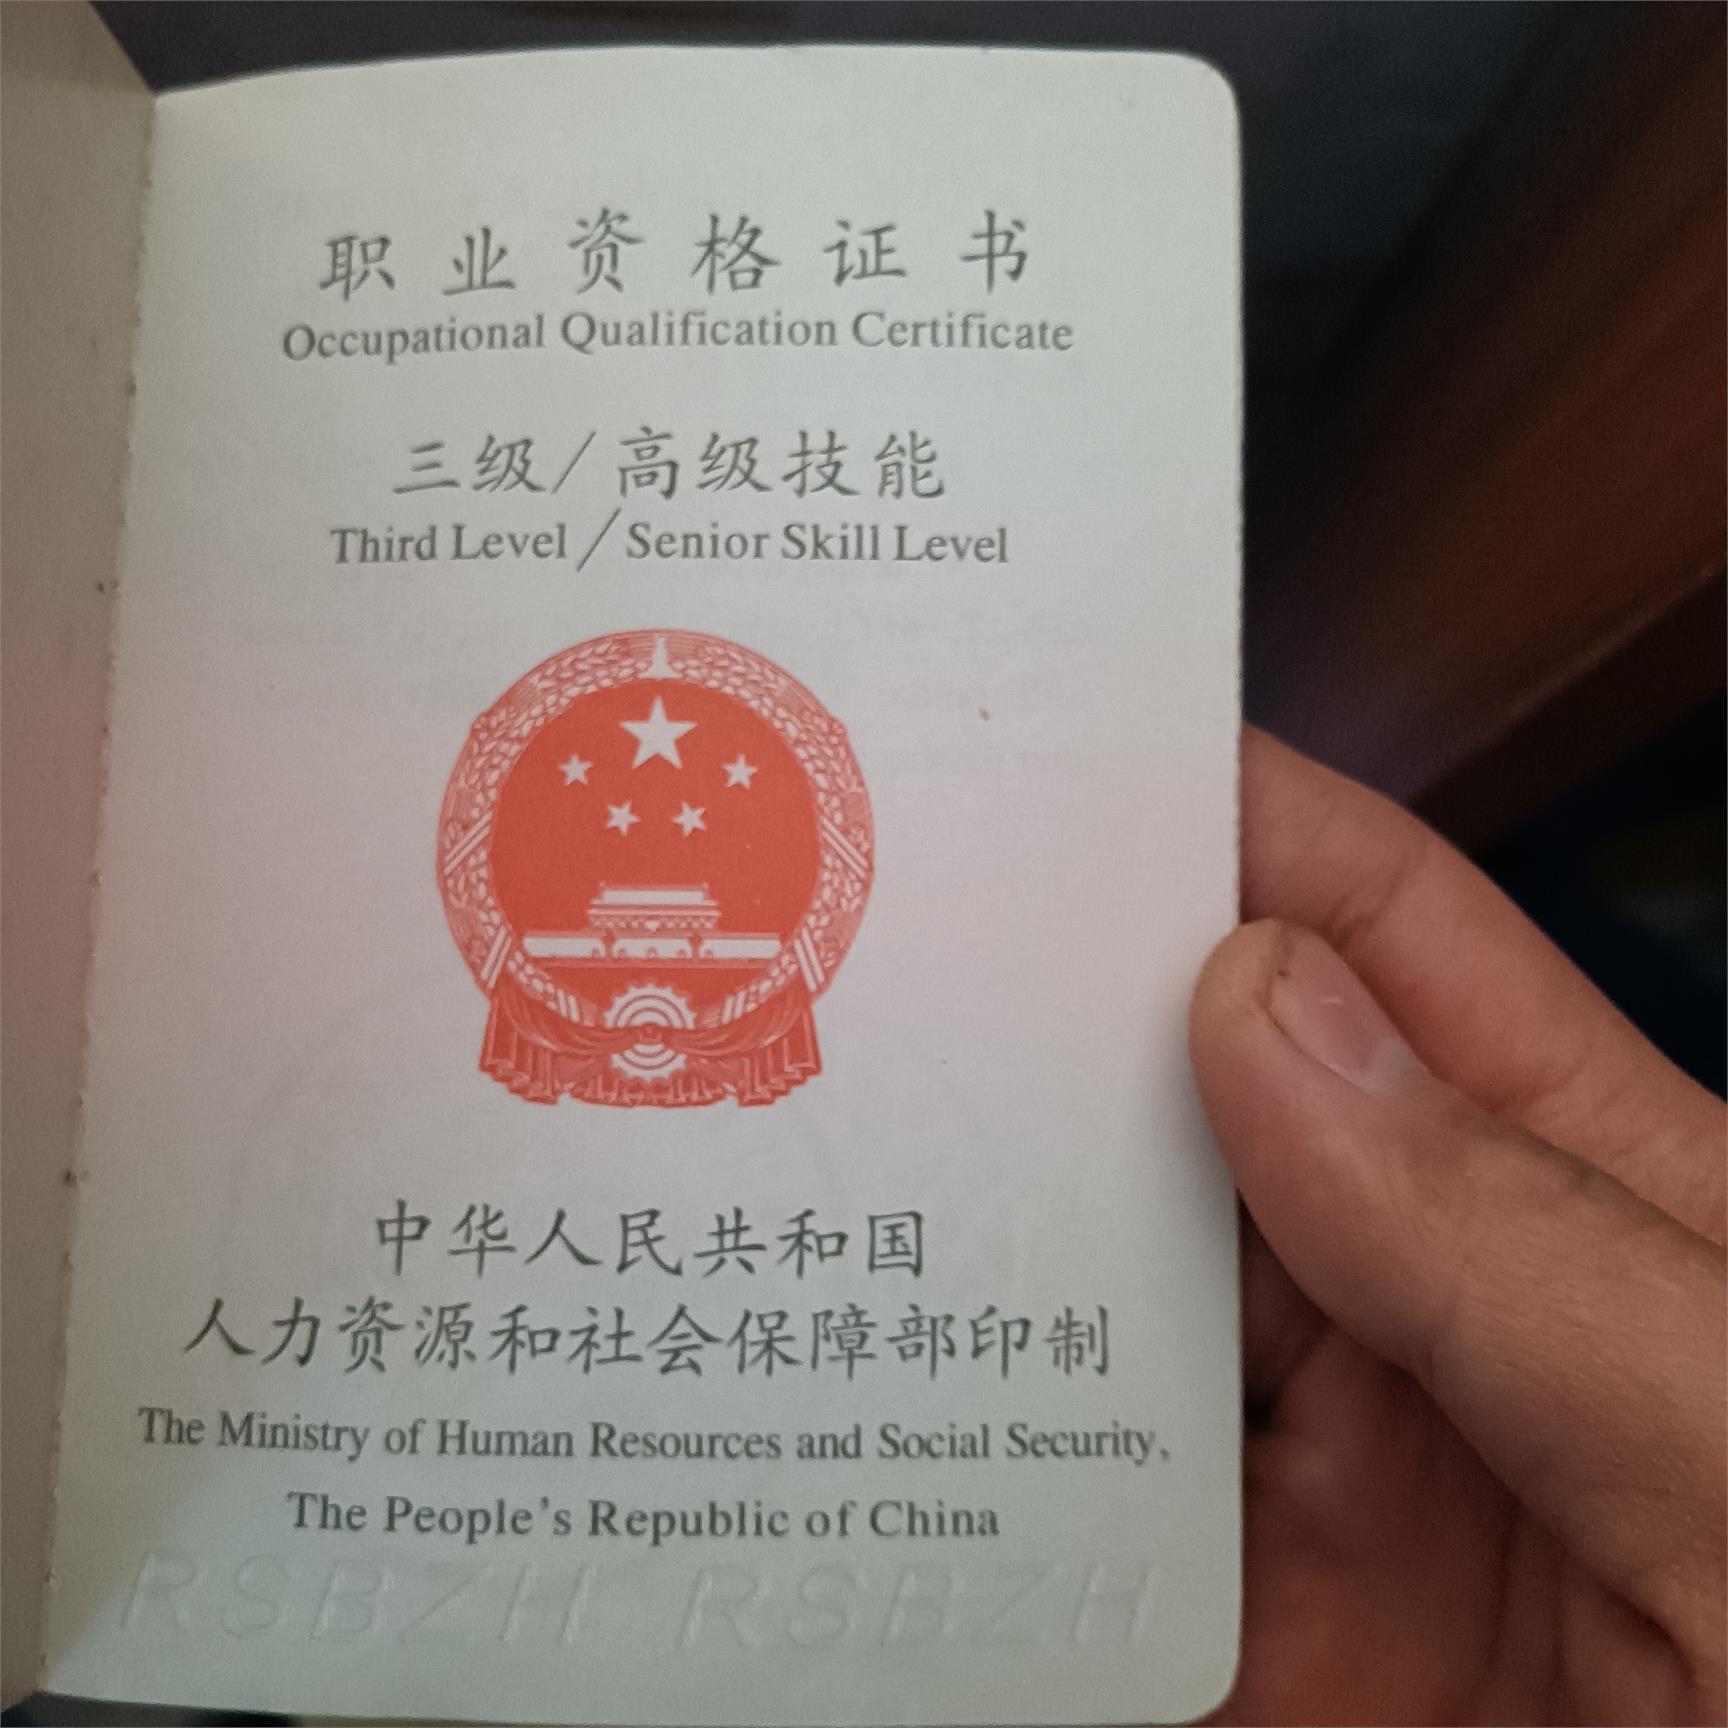 职业资格证书
Occupational Qualification Certificate
三级/高级技能
Third Level/Senior Skill Level
中华人民共和国
人力资源和社会保障部印制
The Ministry of Human Resources and Social Security,
The People's Republic of China
RSBZH RSBZH